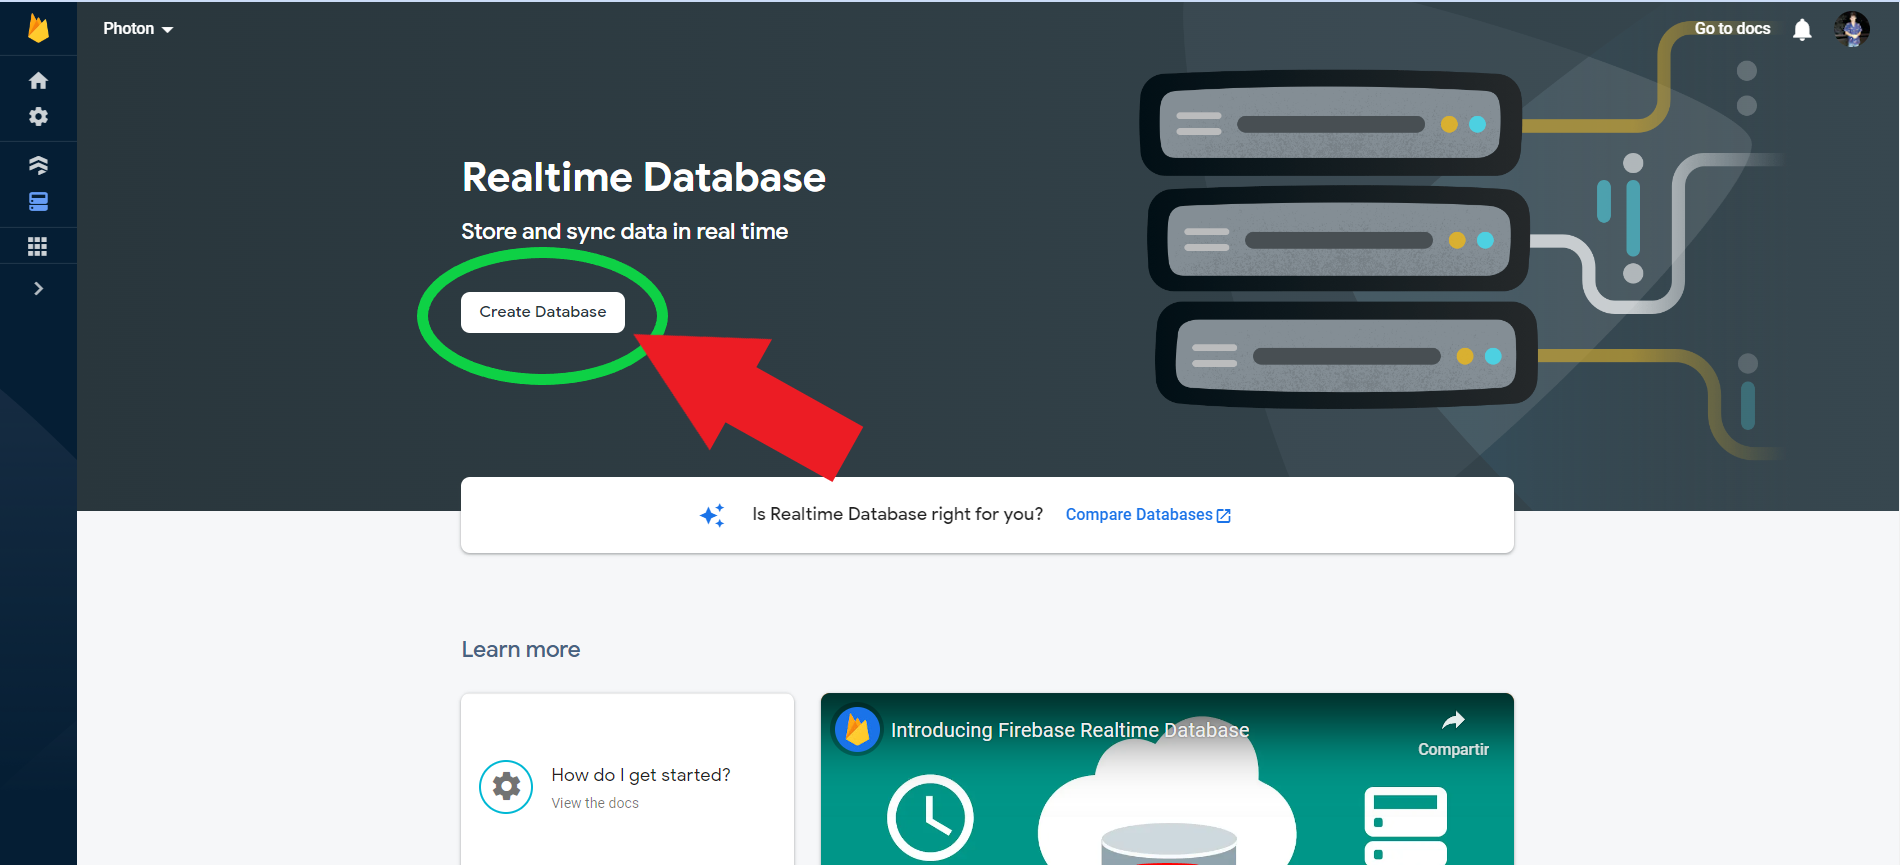 Photon
Go to docs
Realtime Database
Store and sync data in real time
Create Database
Is Realtime Database right for you? Compare Databases
Learn more
How do I get started?
View the docs
Introducing Firebase Realtime Database
Compartir